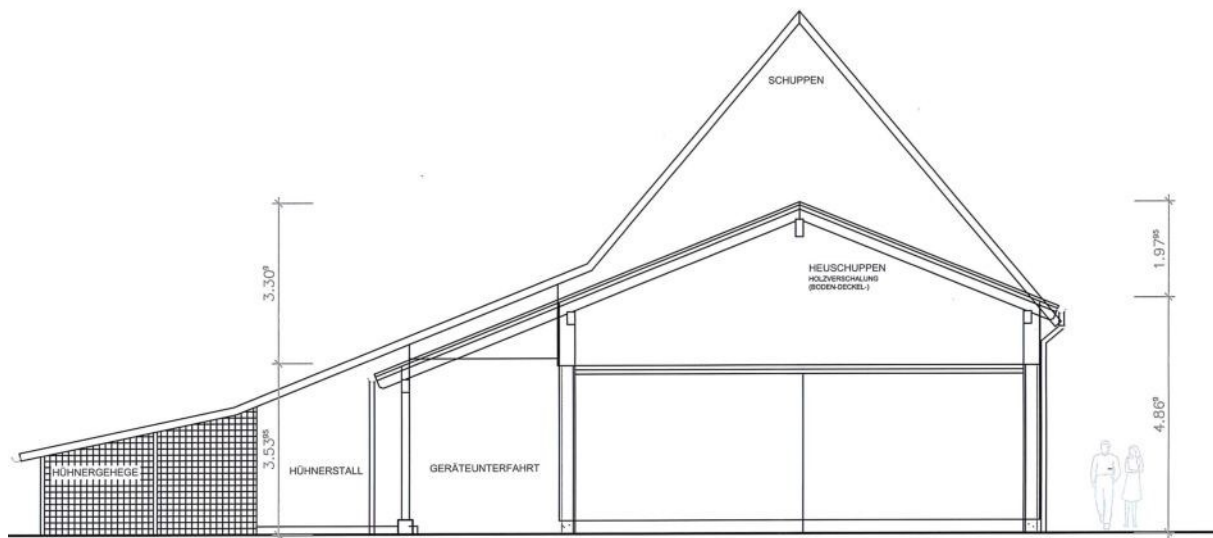 SCHUPPEN
3.30⁹
1.97⁹⁵
HEUSCHUPPEN
HOLZVERSCHALUNG
(BODEN-DECKEL-)
3.53⁹⁵
4.86⁹
HÜHNERGEHEGE
HÜHNERSTALL
GERÄTEUNTERFAHRT